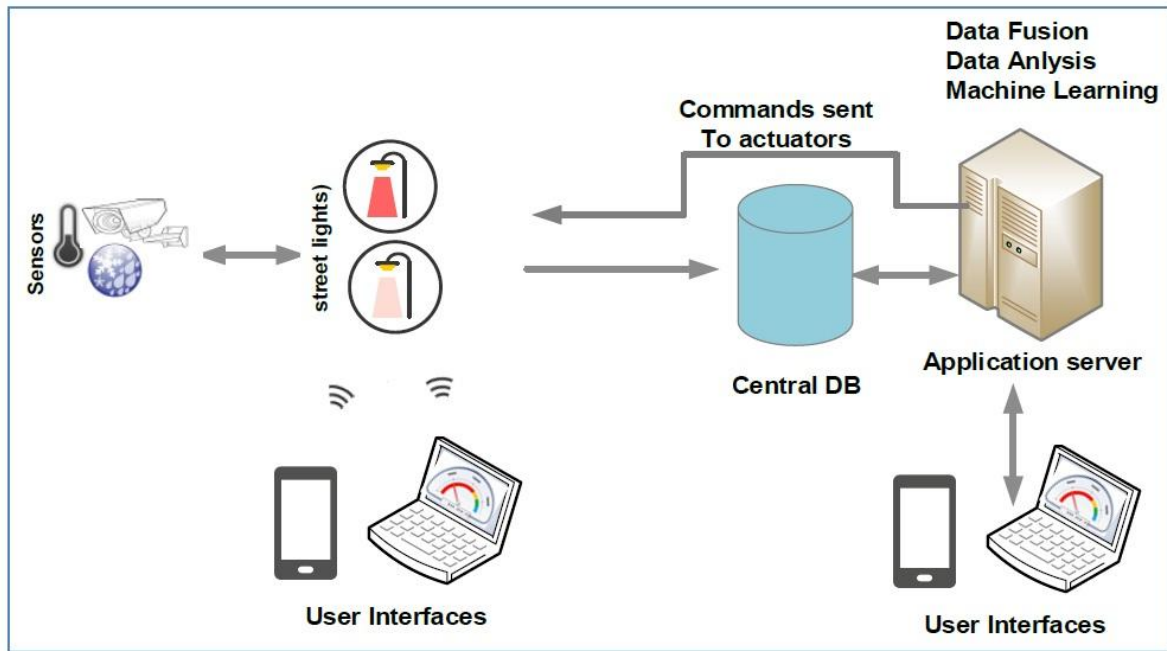 Data Fusion
Data Anlysis
Machine Learning
Commands sent
To actuators
Sensors
street lights)
Central DB
Application server
User Interfaces
User Interfaces